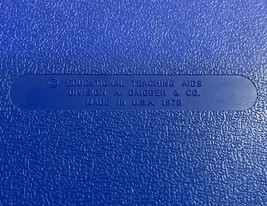 © EDUCATIONAL TEACHING AIDS
DIVISION A. DAIGGER & CO.
MADE IN U.S.A. 1978